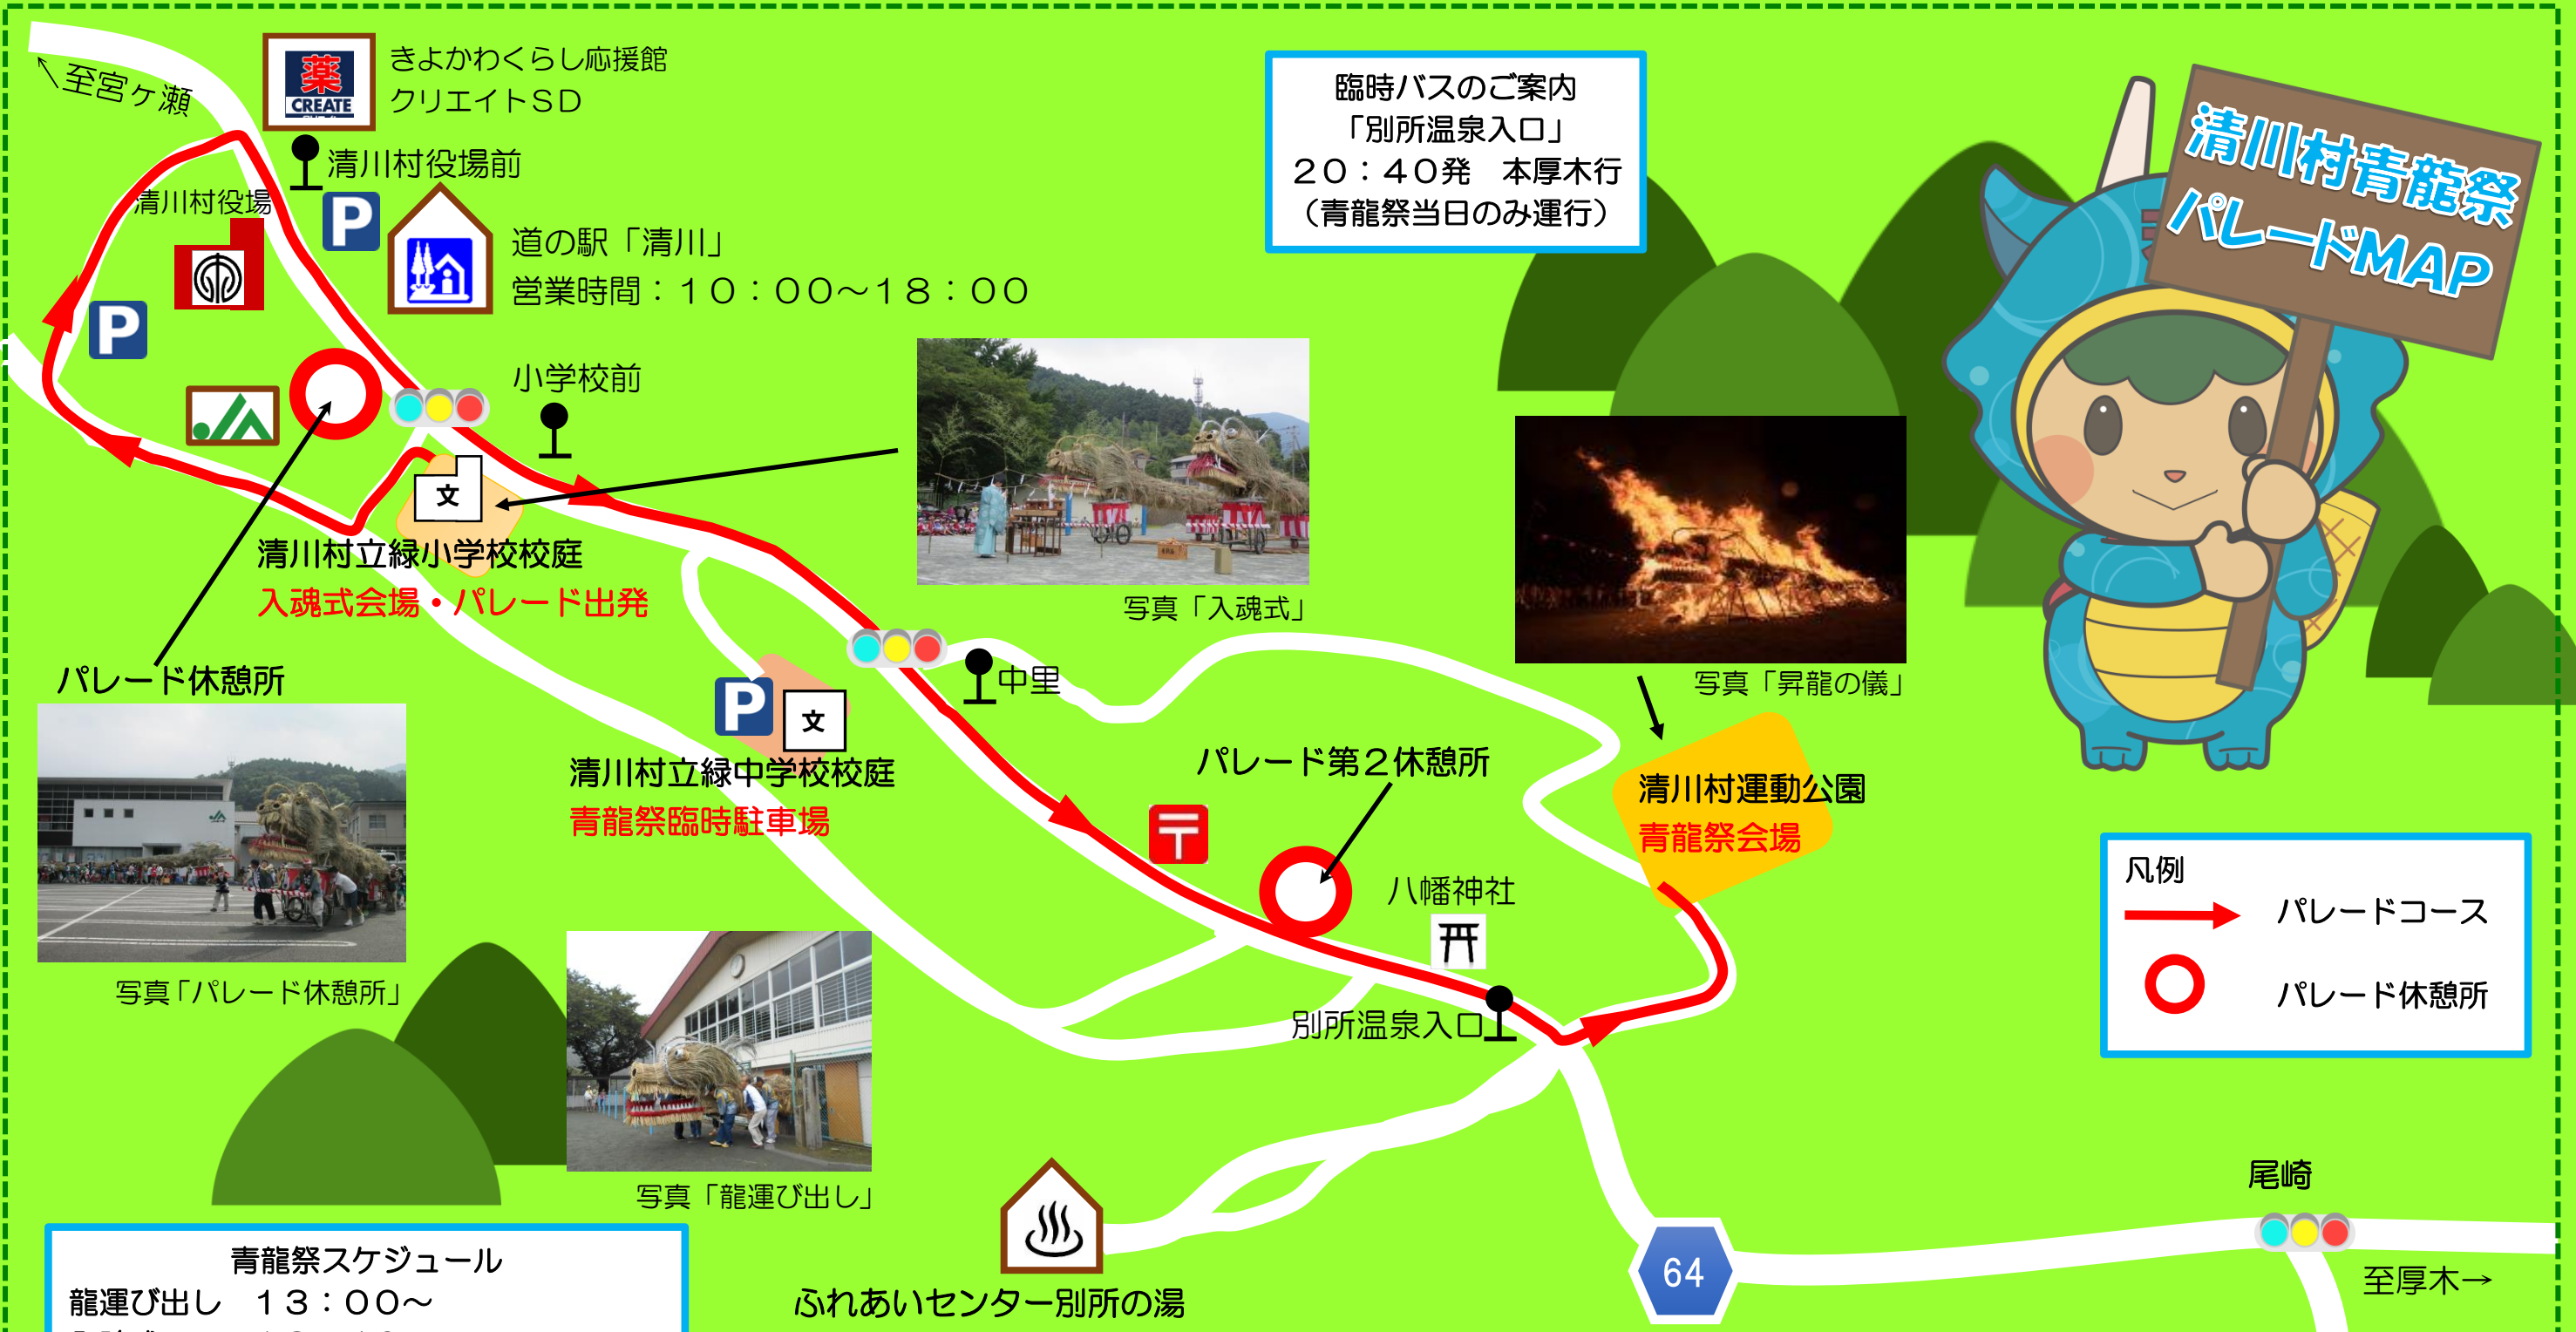 清川村青龍祭
パレードMAP
↖至宮ヶ瀬
薬
CREATE
きよかわくらし応援館
クリエイトSD
清川村役場前
清川村役場
P
道の駅「清川」
営業時間：１０：００～１８：００
P
臨時バスのご案内
「別所温泉入口」
２０：４０発　本厚木行
（青龍祭当日のみ運行）
小学校前
JA
文
清川村立緑小学校校庭
入魂式会場・パレード出発
写真「入魂式」
パレード休憩所
写真「パレード休憩所」
中里
P
文
清川村立緑中学校校庭
青龍祭臨時駐車場
写真「昇龍の儀」
パレード第２休憩所
〒
清川村運動公園
青龍祭会場
八幡神社
別所温泉入口
写真「龍運び出し」
凡例
パレードコース
パレード休憩所
ふれあいセンター別所の湯
64
尾崎
至厚木→
青龍祭スケジュール
龍運び出し　１３：００～